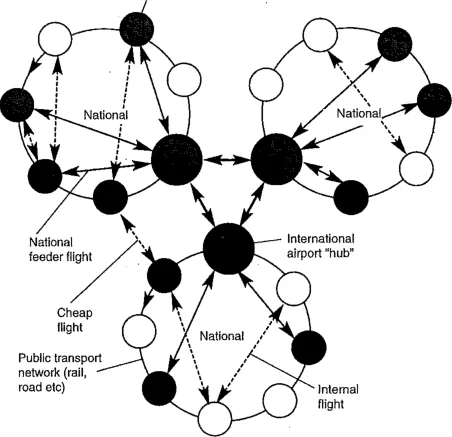 National
National
National
feeder flight
International
airport "hub"
Cheap
flight
National
Public transport
network (rail,
road etc)
Internal
flight